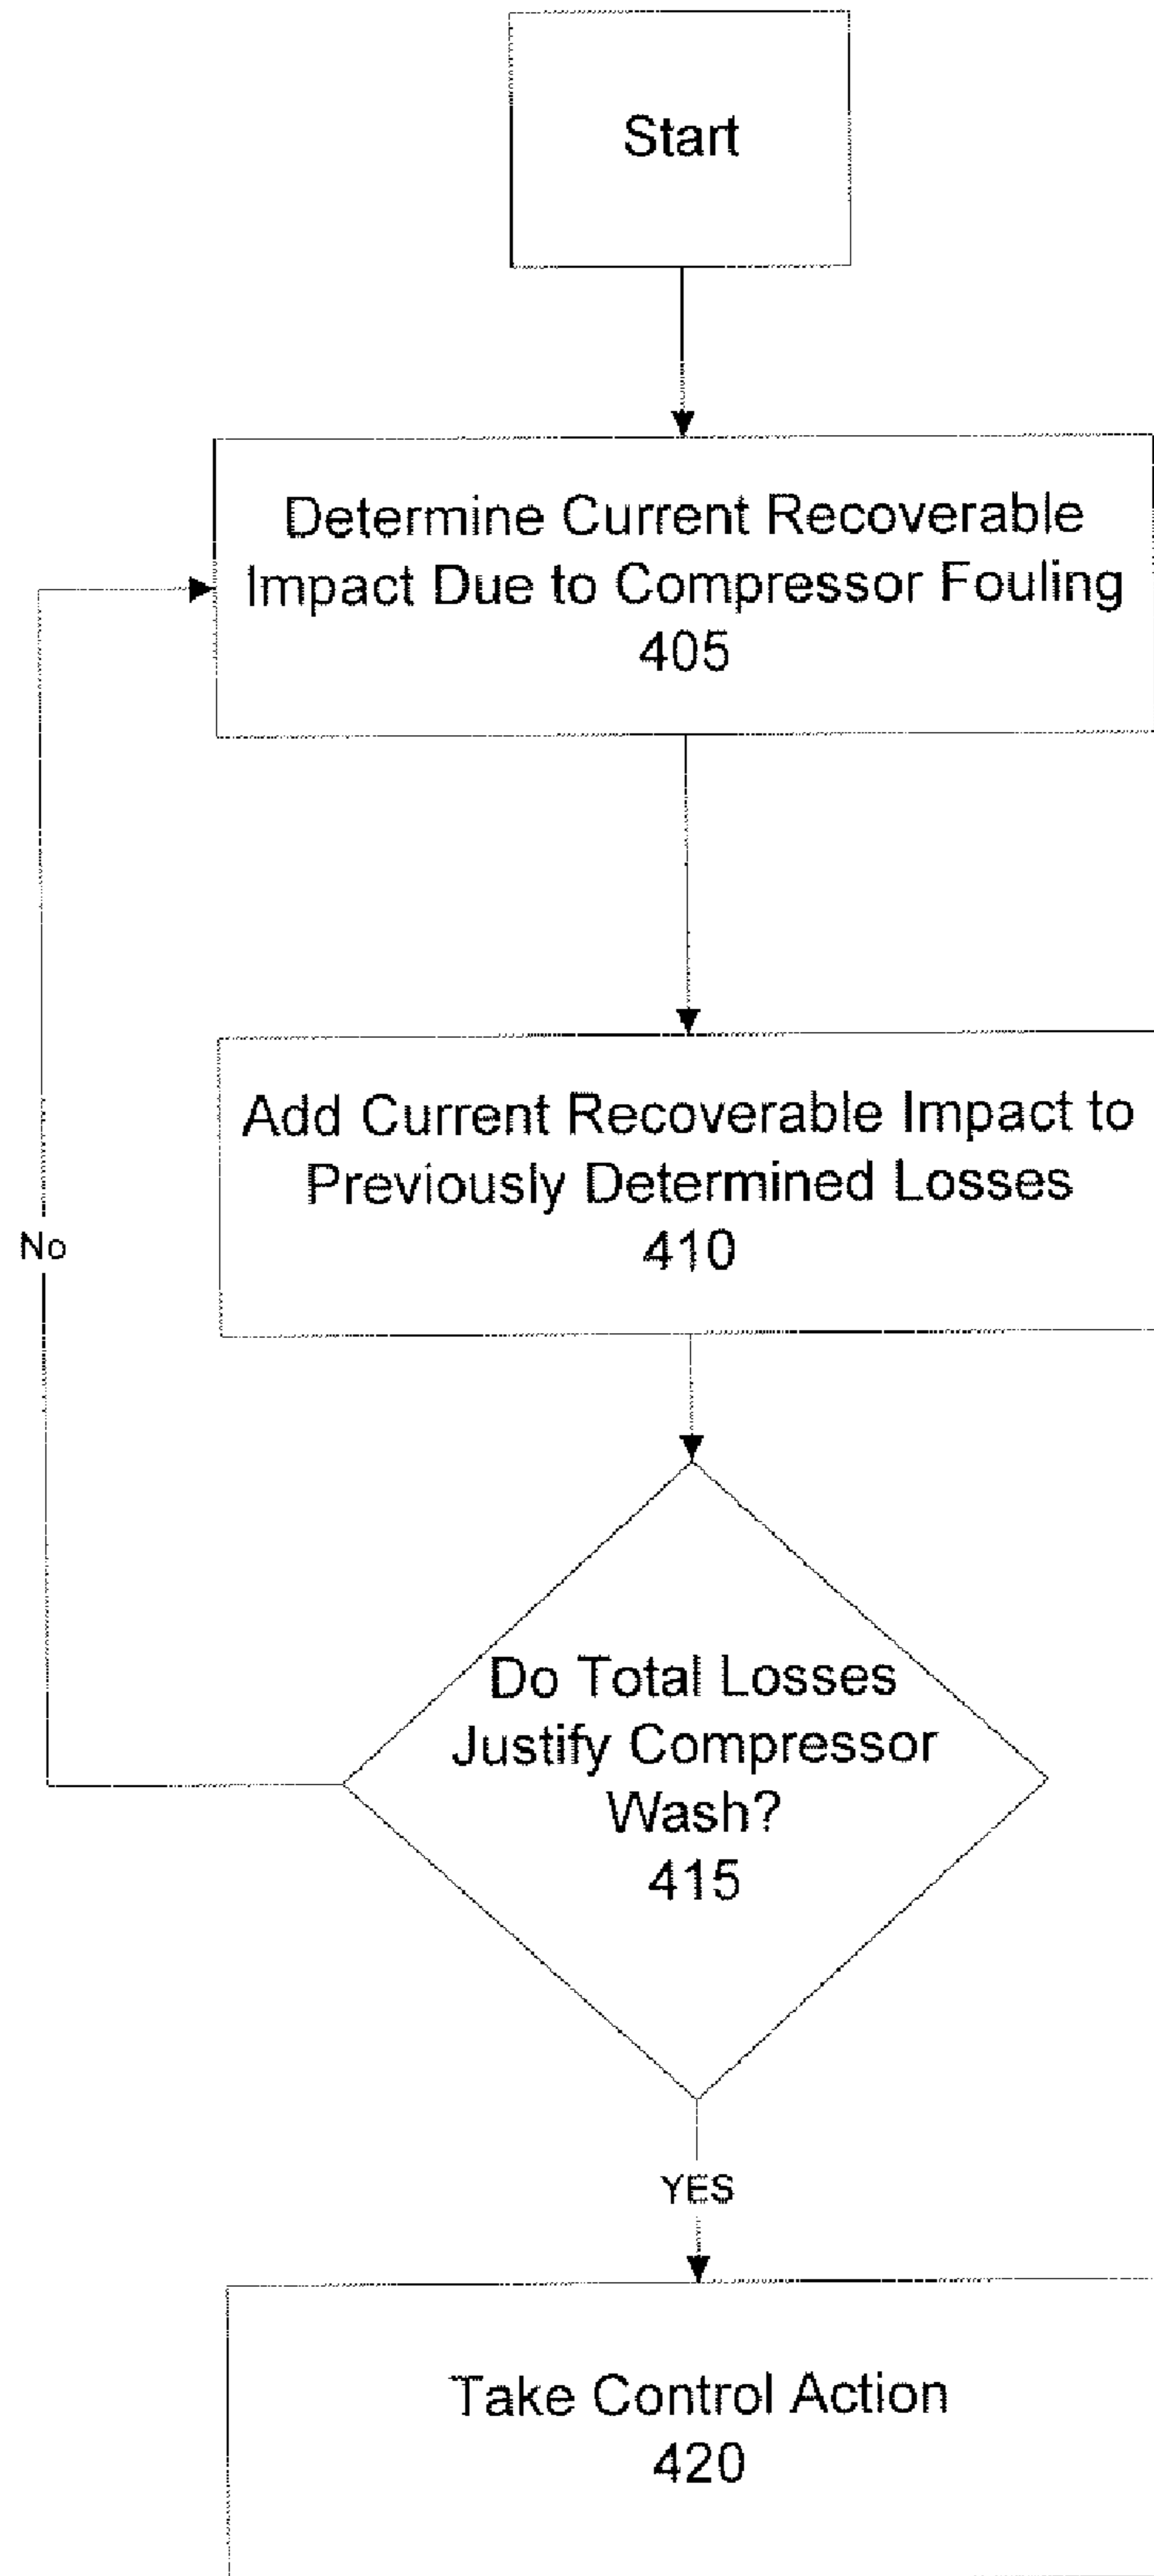 Start
Determine Current Recoverable
Impact Due to Compressor Fouling
405
Add Current Recoverable Impact to
Previously Determined Losses
410
No
Do Total Losses
Justify Compressor
Wash?
415
YES
Take Control Action
420